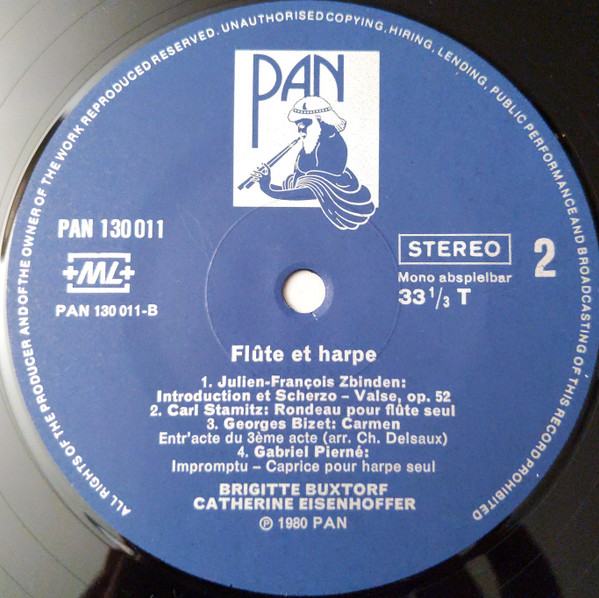 ALL RIGHTS OF THE PRODUCER AND OF THE OWNER OF THE WORK REPRODUCED RESERVED. UNAUTHORISED COPYING, HIRING, LENDING, PUBLIC PERFORMANCE AND BROADCASTING OF THIS RECORD PROHIBITED
PAN
PAN 130 011
+ML+
PAN 130 011-B
STEREO
2
Mono abspielbar
33 1/3 T
Flûte et harpe
1. Julien-François Zbinden:
Introduction et Scherzo – Valse, op. 52
2. Carl Stamitz: Rondeau pour flûte seul
3. Georges Bizet: Carmen
Entr'acte du 3ème acte (arr. Ch. Delsaux)
4. Gabriel Pierné:
Impromptu – Caprice pour harpe seul
BRIGITTE BUXTORF
CATHERINE EISENHOFFER
℗ 1980 PAN